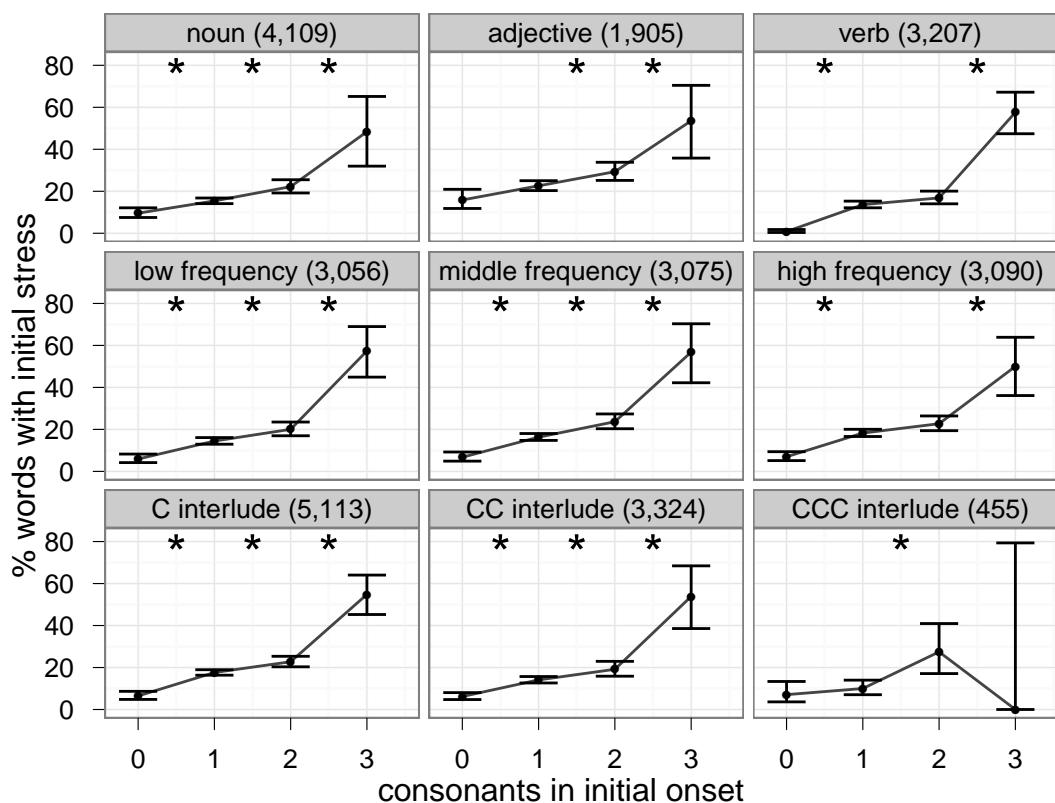 noun (4,109) adjective (1,905) verb (3,207)
* * * * * * *
80
60
40
20
0
low frequency (3,056) middle frequency (3,075) high frequency (3,090)
* * * * * * * *
80
60
40
20
0
C interlude (5,113) CC interlude (3,324) CCC interlude (455)
* * * * * * *
80
60
40
20
0
0 1 2 3 0 1 2 3 0 1 2 3
consonants in initial onset
% words with initial stress